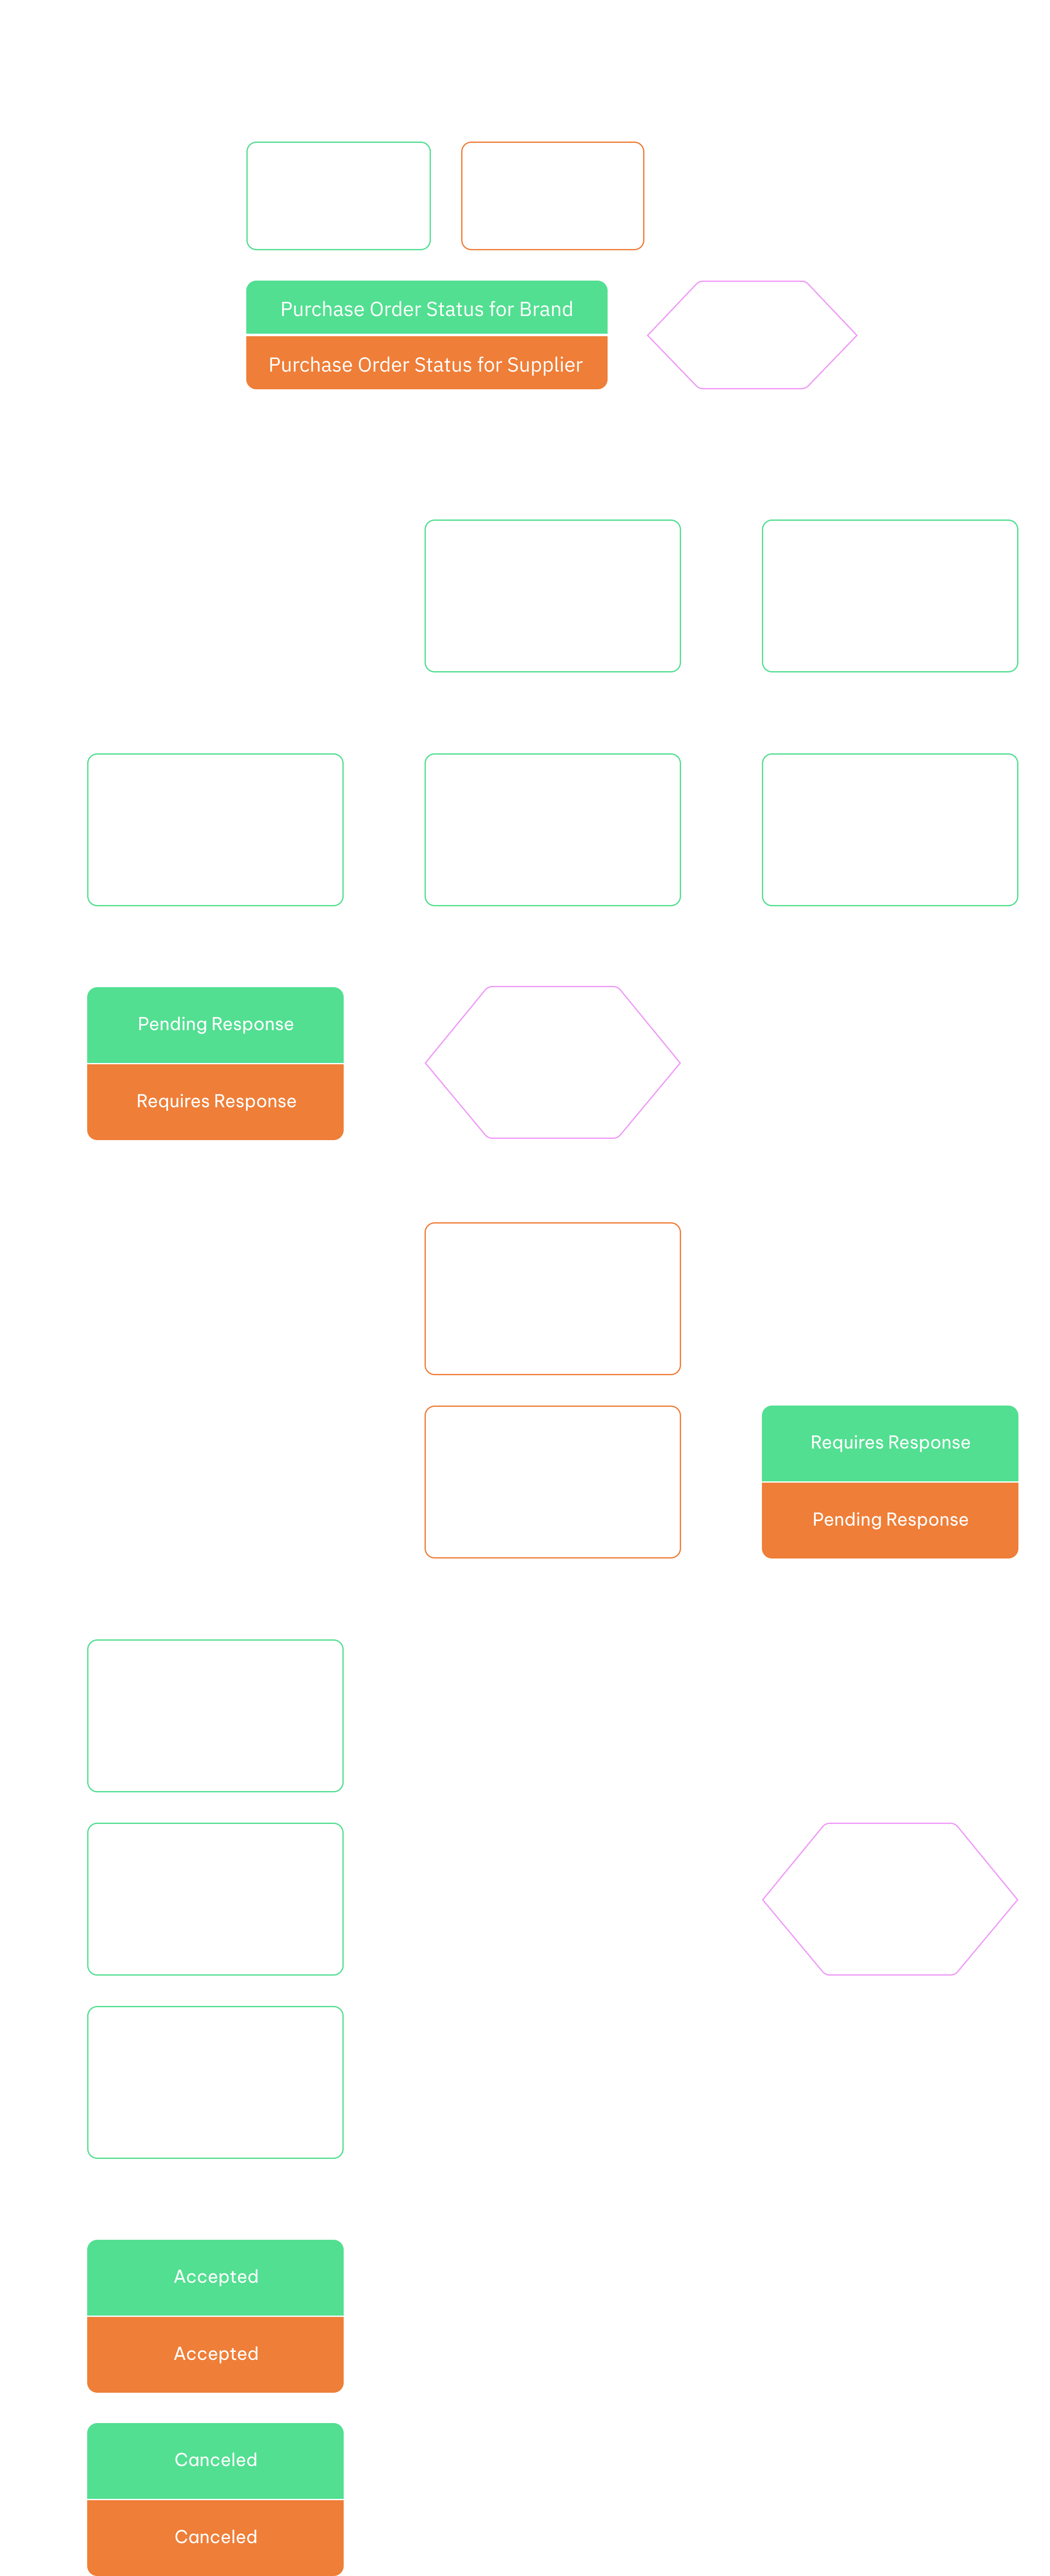 Purchase Order Status for Brand
Purchase Order Status for Supplier
Pending Response
Requires Response
Requires Response
Pending Response
Accepted
Accepted
Canceled
Canceled